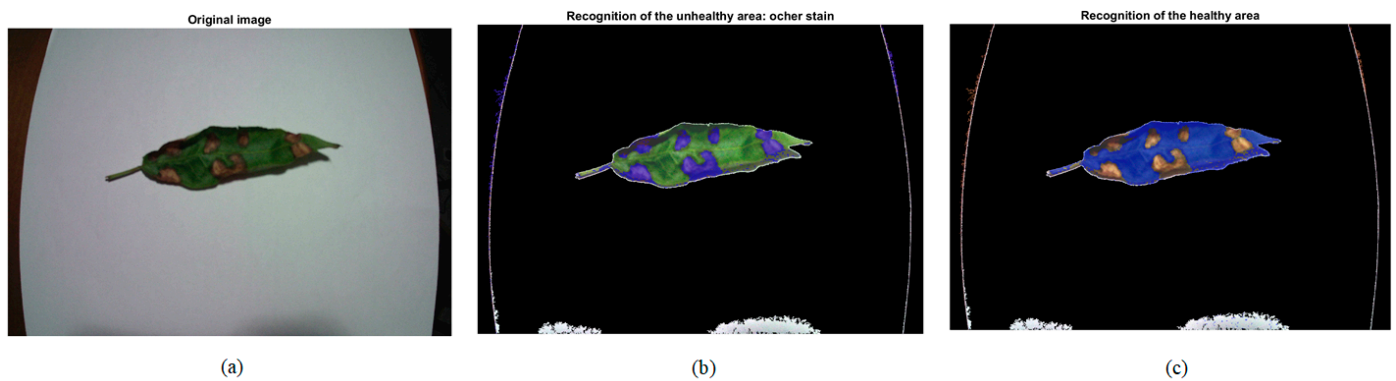 Original image
Recognition of the unhealthy area: ocher stain
Recognition of the healthy area
(a)
(b)
(c)